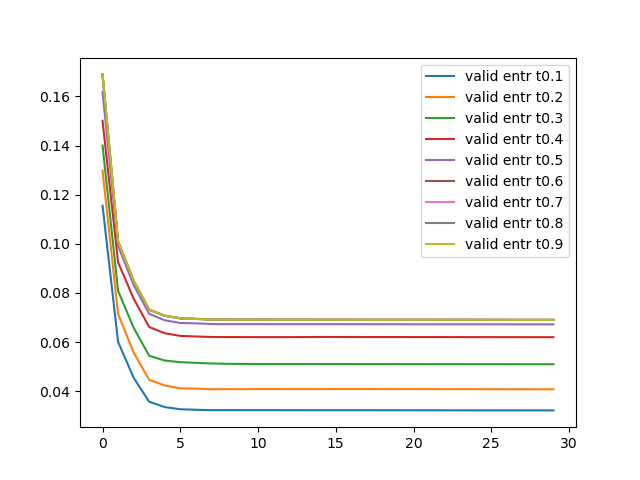 0.16
0.14
0.12
0.10
0.08
0.06
0.04
0 5 10 15 20 25 30
valid entr t0.1
valid entr t0.2
valid entr t0.3
valid entr t0.4
valid entr t0.5
valid entr t0.6
valid entr t0.7
valid entr t0.8
valid entr t0.9